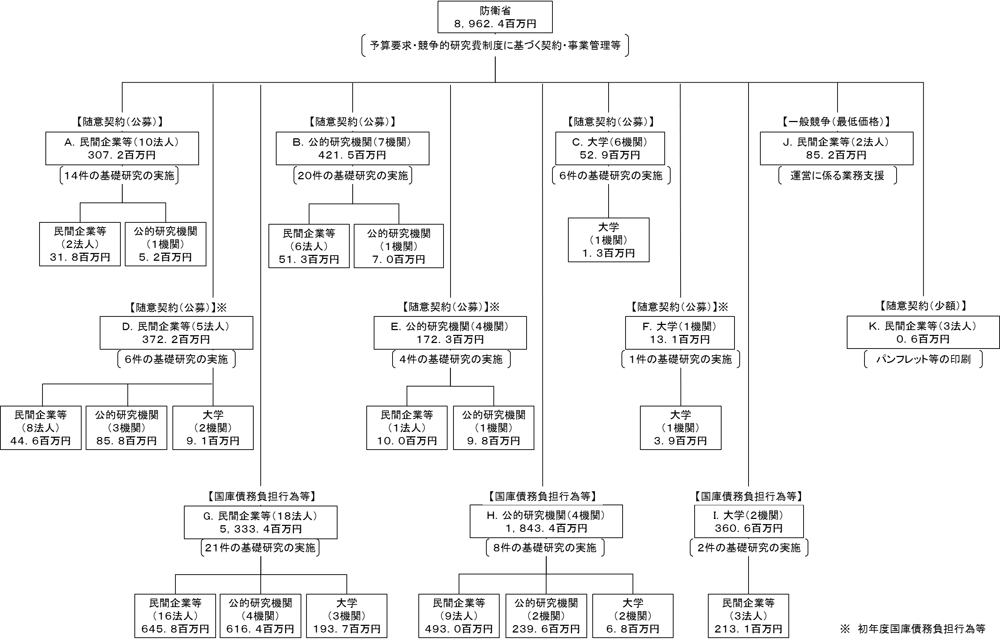 防衛省
8,962.4百万円
予算要求・競争的研究費制度に基づく契約・事業管理等
【随意契約(公募)】
A. 民間企業等(10法人)
307.2百万円
14件の基礎研究の実施
民間企業等
(2法人)
31.8百万円
公的研究機関
(1機関)
5.2百万円
【随意契約(公募)】
B. 公的研究機関(7機関)
421.5百万円
20件の基礎研究の実施
民間企業等
(6法人)
51.3百万円
公的研究機関
(1機関)
7.0百万円
【随意契約(公募)】
C. 大学(6機関)
52.9百万円
6件の基礎研究の実施
大学
(1機関)
1.3百万円
【一般競争(最低価格)】
J. 民間企業等(2法人)
85.2百万円
運営に係る業務支援
【随意契約(公募)】※
D. 民間企業等(5法人)
372.2百万円
6件の基礎研究の実施
民間企業等
(8法人)
44.6百万円
公的研究機関
(3機関)
85.8百万円
大学
(2機関)
9.1百万円
【随意契約(公募)】※
E. 公的研究機関(4機関)
172.3百万円
4件の基礎研究の実施
民間企業等
(1法人)
10.0百万円
公的研究機関
(1機関)
9.8百万円
【随意契約(公募)】※
F. 大学(1機関)
13.1百万円
1件の基礎研究の実施
大学
(1機関)
3.9百万円
【随意契約(少額)】
K. 民間企業等(3法人)
0.6百万円
パンフレット等の印刷
【国庫債務負担行為等】
G. 民間企業等(18法人)
5,333.4百万円
21件の基礎研究の実施
民間企業等
(16法人)
645.8百万円
公的研究機関
(4機関)
616.4百万円
大学
(3機関)
193.7百万円
【国庫債務負担行為等】
H. 公的研究機関(4機関)
1,843.4百万円
8件の基礎研究の実施
民間企業等
(9法人)
493.0百万円
公的研究機関
(2機関)
239.6百万円
大学
(2機関)
6.8百万円
【国庫債務負担行為等】
I. 大学(2機関)
360.6百万円
2件の基礎研究の実施
民間企業等
(3法人)
213.1百万円
※ 初年度国庫債務負担行為等